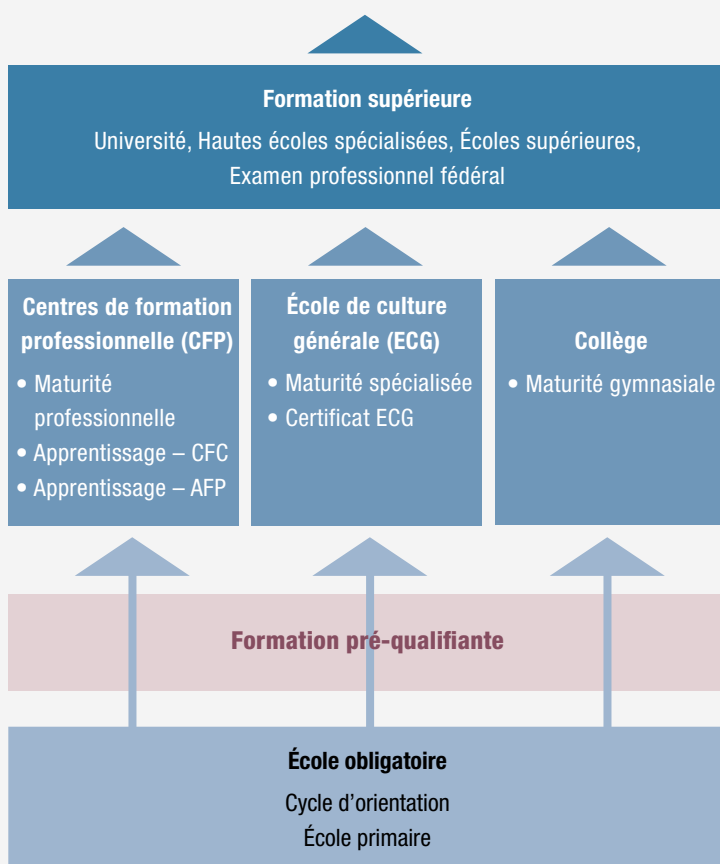 Formation supérieure
Université, Hautes écoles spécialisées, Écoles supérieures,
Examen professionnel fédéral
Centres de formation
professionnelle (CFP)
• Maturité
professionnelle
• Apprentissage – CFC
• Apprentissage – AFP
École de culture
générale (ECG)
• Maturité spécialisée
• Certificat ECG
Collège
• Maturité gymnasiale
Formation pré-qualifiante
École obligatoire
Cycle d’orientation
École primaire